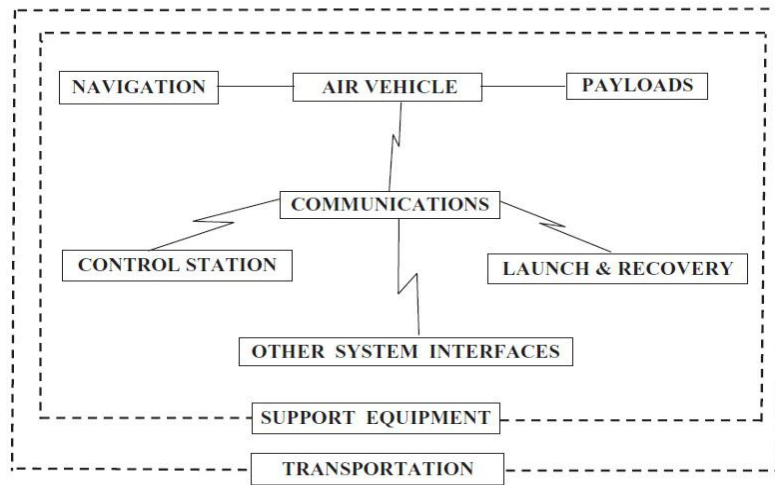 NAVIGATION
AIR VEHICLE
PAYLOADS
COMMUNICATIONS
CONTROL STATION
LAUNCH & RECOVERY
OTHER SYSTEM INTERFACES
SUPPORT EQUIPMENT
TRANSPORTATION